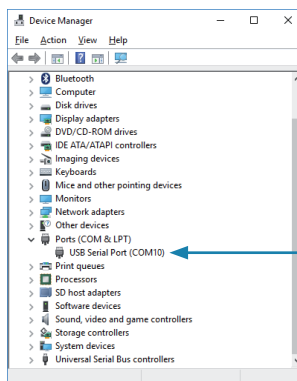 Device Manager
File Action View Help
Bluetooth
Computer
Disk drives
Display adapters
DVD/CD-ROM drives
IDE ATA/ATAPI controllers
Imaging devices
Keyboards
Mice and other pointing devices
Monitors
Network adapters
Other devices
Ports (COM & LPT)
USB Serial Port (COM10)
Print queues
Processors
SD host adapters
Software devices
Sound, video and game controllers
Storage controllers
System devices
Universal Serial Bus controllers